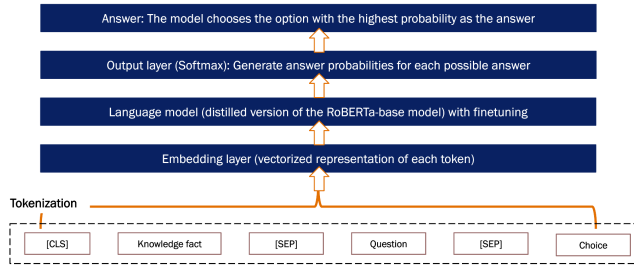 Answer: The model chooses the option with the highest probability as the answer
Output layer (Softmax): Generate answer probabilities for each possible answer
Language model (distilled version of the RoBERTa-base model) with finetuning
Embedding layer (vectorized representation of each token)
Tokenization
[CLS] Knowledge fact [SEP] Question [SEP] Choice